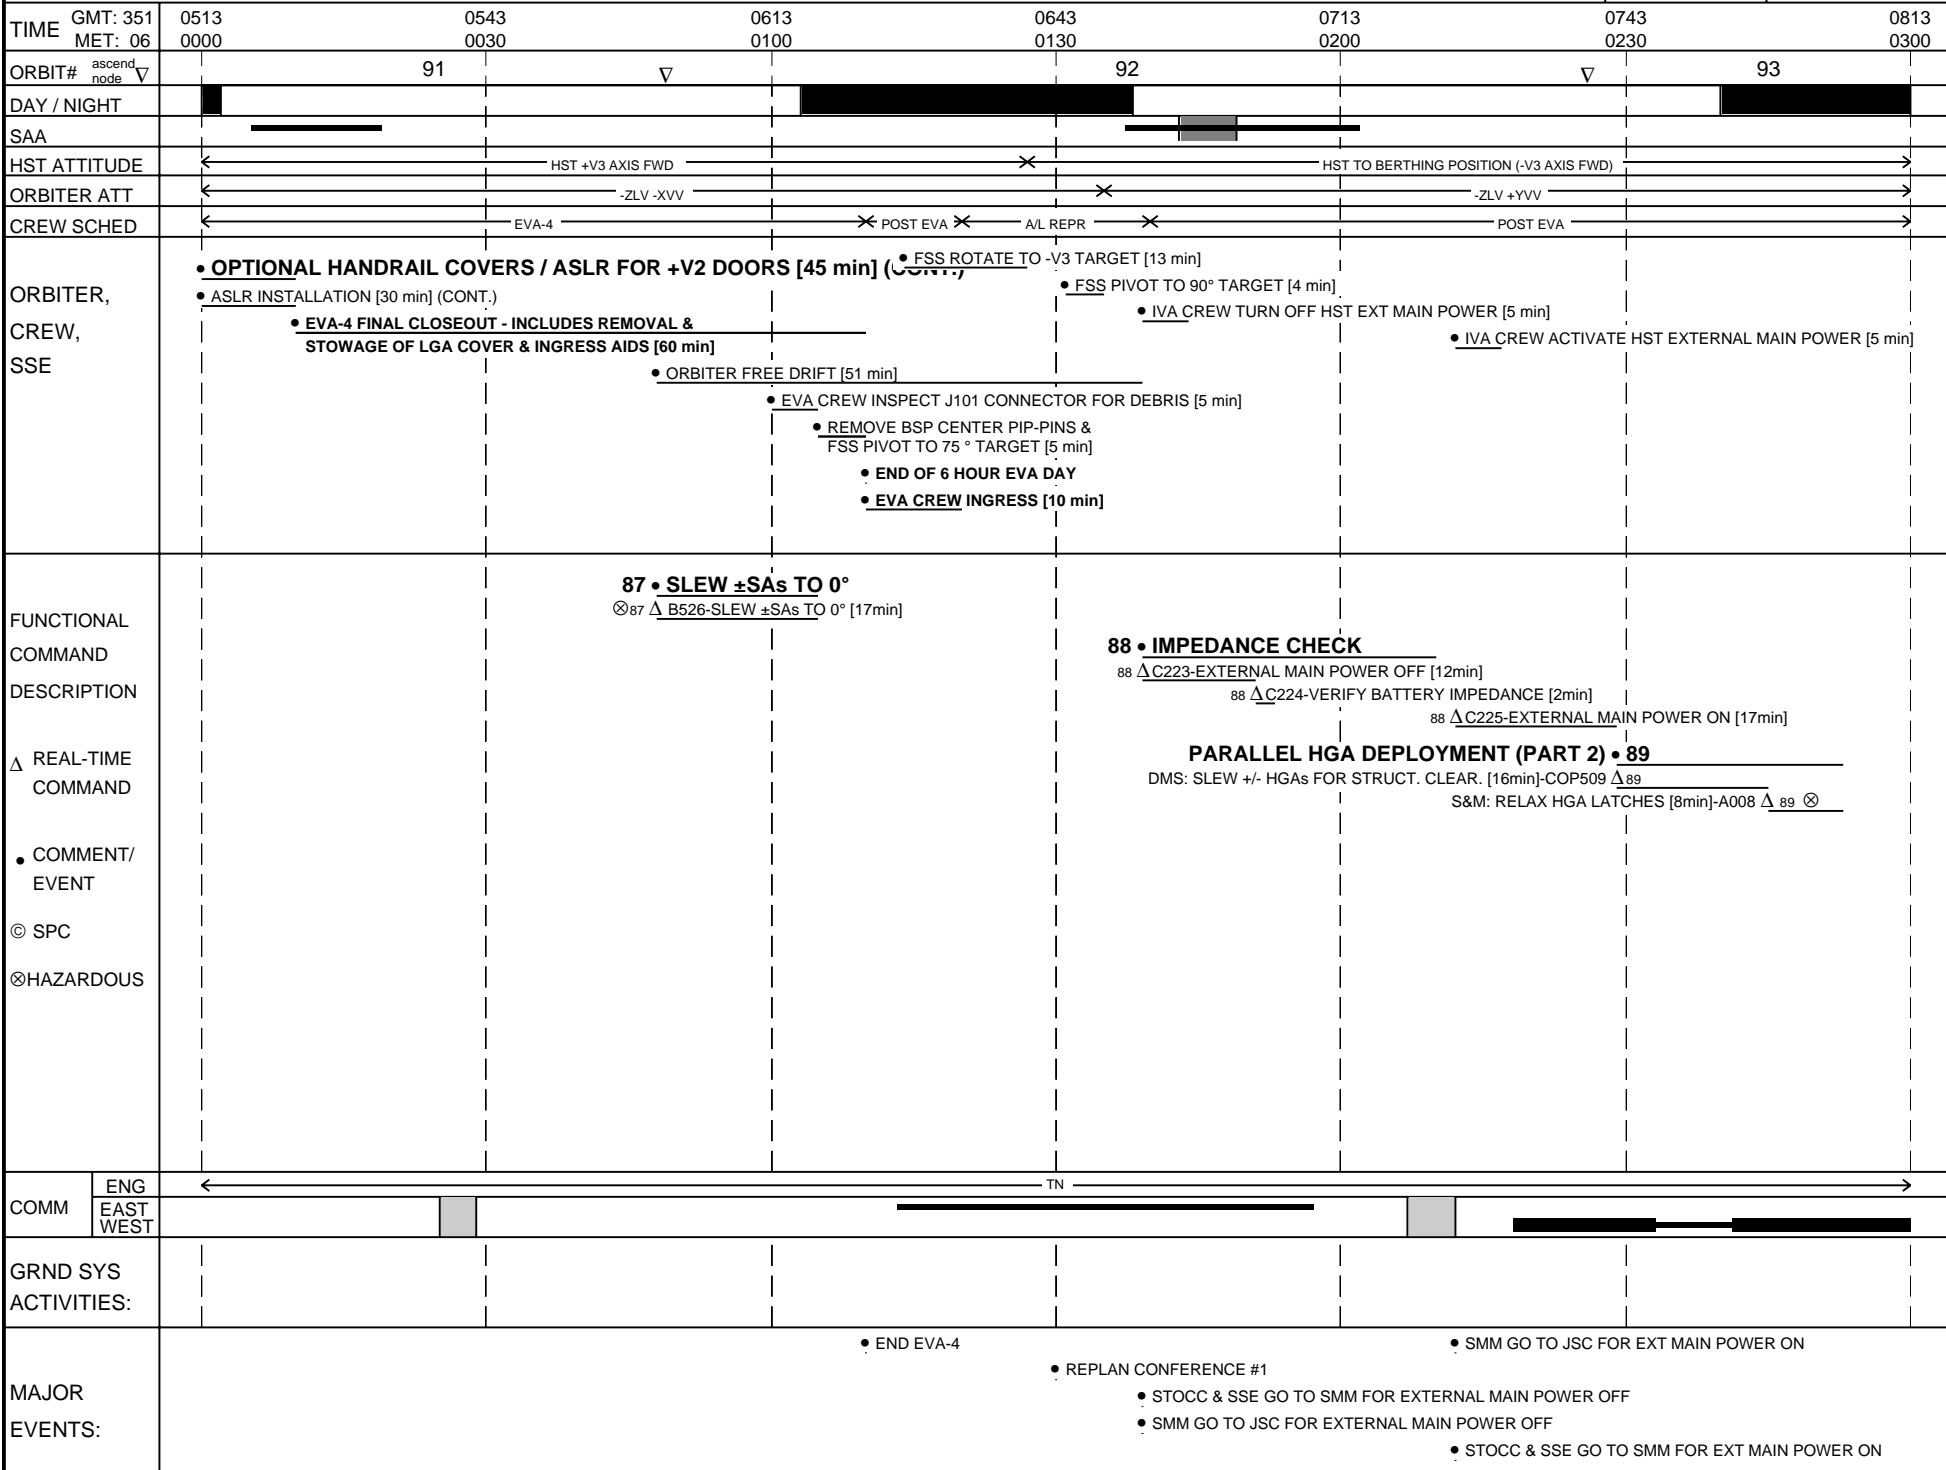 TIME GMT: 351 0513 0543 0613 0643 0713 0743 0813
MET: 06 0000 0030 0100 0130 0200 0230 0300
ORBIT# ascend node ∇ 91 ∇ 92 ∇ 93
DAY / NIGHT
SAA
HST ATTITUDE HST +V3 AXIS FWD HST TO BERTHING POSITION (-V3 AXIS FWD)
ORBITER ATT -ZLV -XVV -ZLV +YVV
CREW SCHED EVA-4 POST EVA A/L REPR POST EVA
ORBITER,
CREW,
SSE
• OPTIONAL HANDRAIL COVERS / ASLR FOR +V2 DOORS [45 min] (CONT.)
• FSS ROTATE TO -V3 TARGET [13 min]
• ASLR INSTALLATION [30 min] (CONT.)
• FSS PIVOT TO 90° TARGET [4 min]
• EVA-4 FINAL CLOSEOUT - INCLUDES REMOVAL &
STOWAGE OF LGA COVER & INGRESS AIDS [60 min]
• IVA CREW TURN OFF HST EXT MAIN POWER [5 min]
• IVA CREW ACTIVATE HST EXTERNAL MAIN POWER [5 min]
• ORBITER FREE DRIFT [51 min]
• EVA CREW INSPECT J101 CONNECTOR FOR DEBRIS [5 min]
• REMOVE BSP CENTER PIP-PINS &
FSS PIVOT TO 75 ° TARGET [5 min]
• END OF 6 HOUR EVA DAY
• EVA CREW INGRESS [10 min]
FUNCTIONAL
COMMAND
DESCRIPTION
Δ REAL-TIME
COMMAND
• COMMENT/
EVENT
© SPC
⊗HAZARDOUS
87 • SLEW ±SAs TO 0°
⊗87 Δ B526-SLEW ±SAs TO 0° [17min]
88 • IMPEDANCE CHECK
88 Δ C223-EXTERNAL MAIN POWER OFF [12min]
88 Δ C224-VERIFY BATTERY IMPEDANCE [2min]
88 Δ C225-EXTERNAL MAIN POWER ON [17min]
PARALLEL HGA DEPLOYMENT (PART 2) • 89
DMS: SLEW +/- HGAs FOR STRUCT. CLEAR. [16min]-COP509 Δ 89
S&M: RELAX HGA LATCHES [8min]-A008 Δ 89 ⊗
COMM ENG TN
EAST
WEST
GRND SYS
ACTIVITIES:
MAJOR
EVENTS:
• END EVA-4
• SMM GO TO JSC FOR EXT MAIN POWER ON
• REPLAN CONFERENCE #1
• STOCC & SSE GO TO SMM FOR EXTERNAL MAIN POWER OFF
• SMM GO TO JSC FOR EXTERNAL MAIN POWER OFF
• STOCC & SSE GO TO SMM FOR EXT MAIN POWER ON